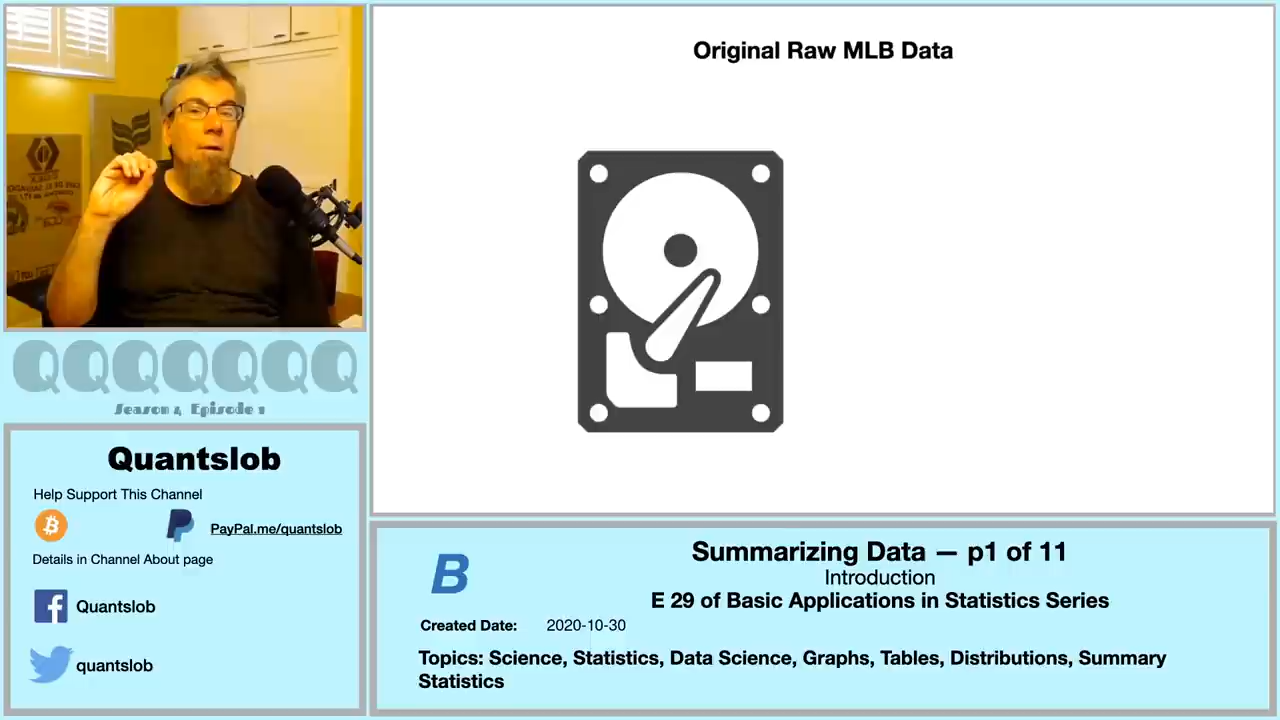 Original Raw MLB Data
QQQQQQQ
Season 4 Episode 1
Quantslob
Help Support This Channel
PayPal.me/quantslob
Details in Channel About page
Quantslob
quantslob
B
Summarizing Data — p1 of 11
Introduction
E 29 of Basic Applications in Statistics Series
Created Date: 2020-10-30
Topics: Science, Statistics, Data Science, Graphs, Tables, Distributions, Summary
Statistics